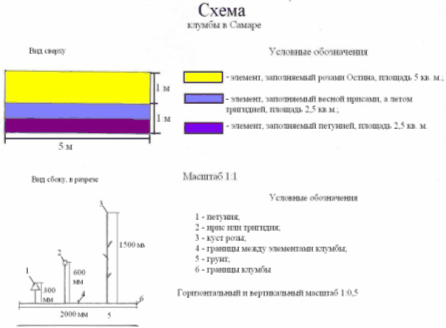 Схема
клумбы в Самаре
Вид сверху
Условные обозначения
- элемент, заполняемый розами Остина, площадь 5 кв. м.;
1 м
- элемент, заполняемый весной ирисами, а летом
тригидией, площадь 2,5 кв. м.;
1 м
- элемент, заполняемый петунией, площадь 2,5 кв. м.
5 м
Вид сбоку, в разрезе
Масштаб 1:1
Условные обозначения
1 - петуния;
2 - ирис или тригидия;
3 - куст розы;
4 - границы между элементами клумбы;
5 - грунт;
6 - границы клумбы
Горизонтальный и вертикальный масштаб 1:0,5
3
2
1
1500 мм
600
мм
300
мм
4
6
2000 мм
5